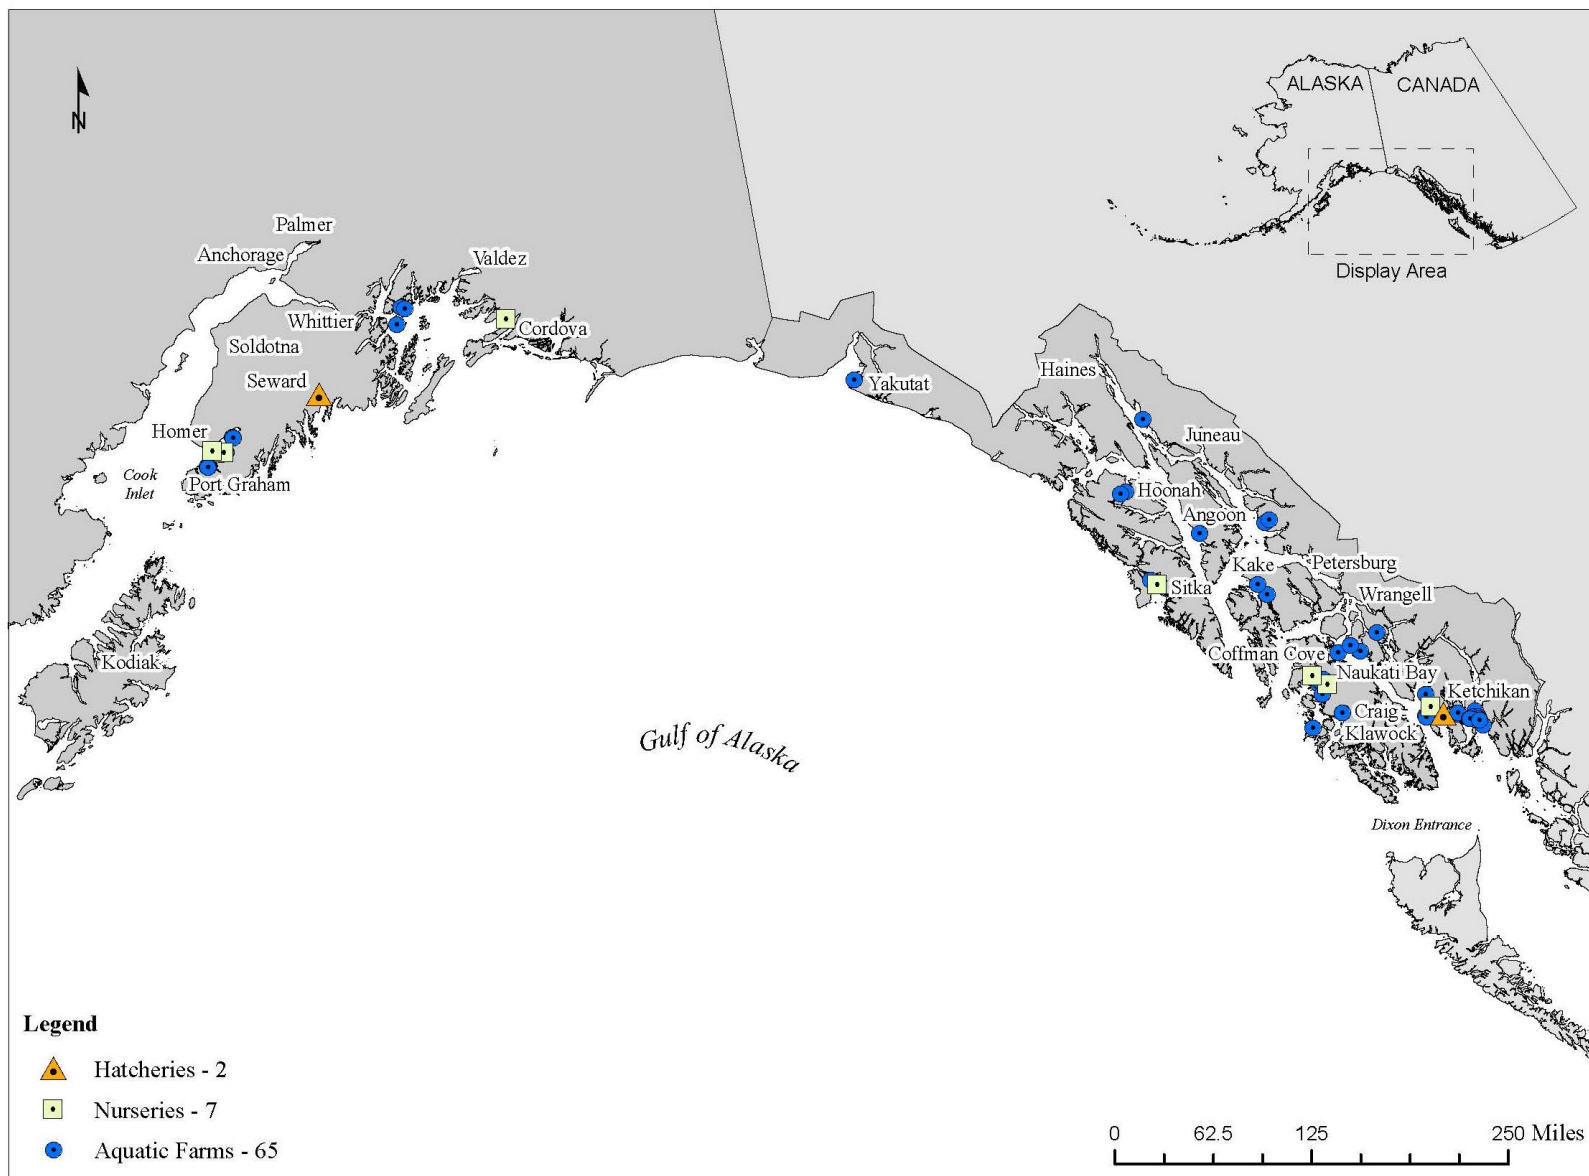 N
ALASKA
CANADA
Display Area
Palmer
Anchorage
Valdez
Whittier
Cordova
Soldotna
Seward
Homer
Cook
Inlet
Port Graham
Kodiak
Yakutat
Haines
Juneau
Hoonah
Angoon
Kake
Petersburg
Sitka
Wrangell
Coffman Cove
Naukati Bay
Ketchikan
Craig
Klawock
Gulf of Alaska
Dixon Entrance
Legend
Hatcheries - 2
Nurseries - 7
Aquatic Farms - 65
0 62.5 125 250 Miles